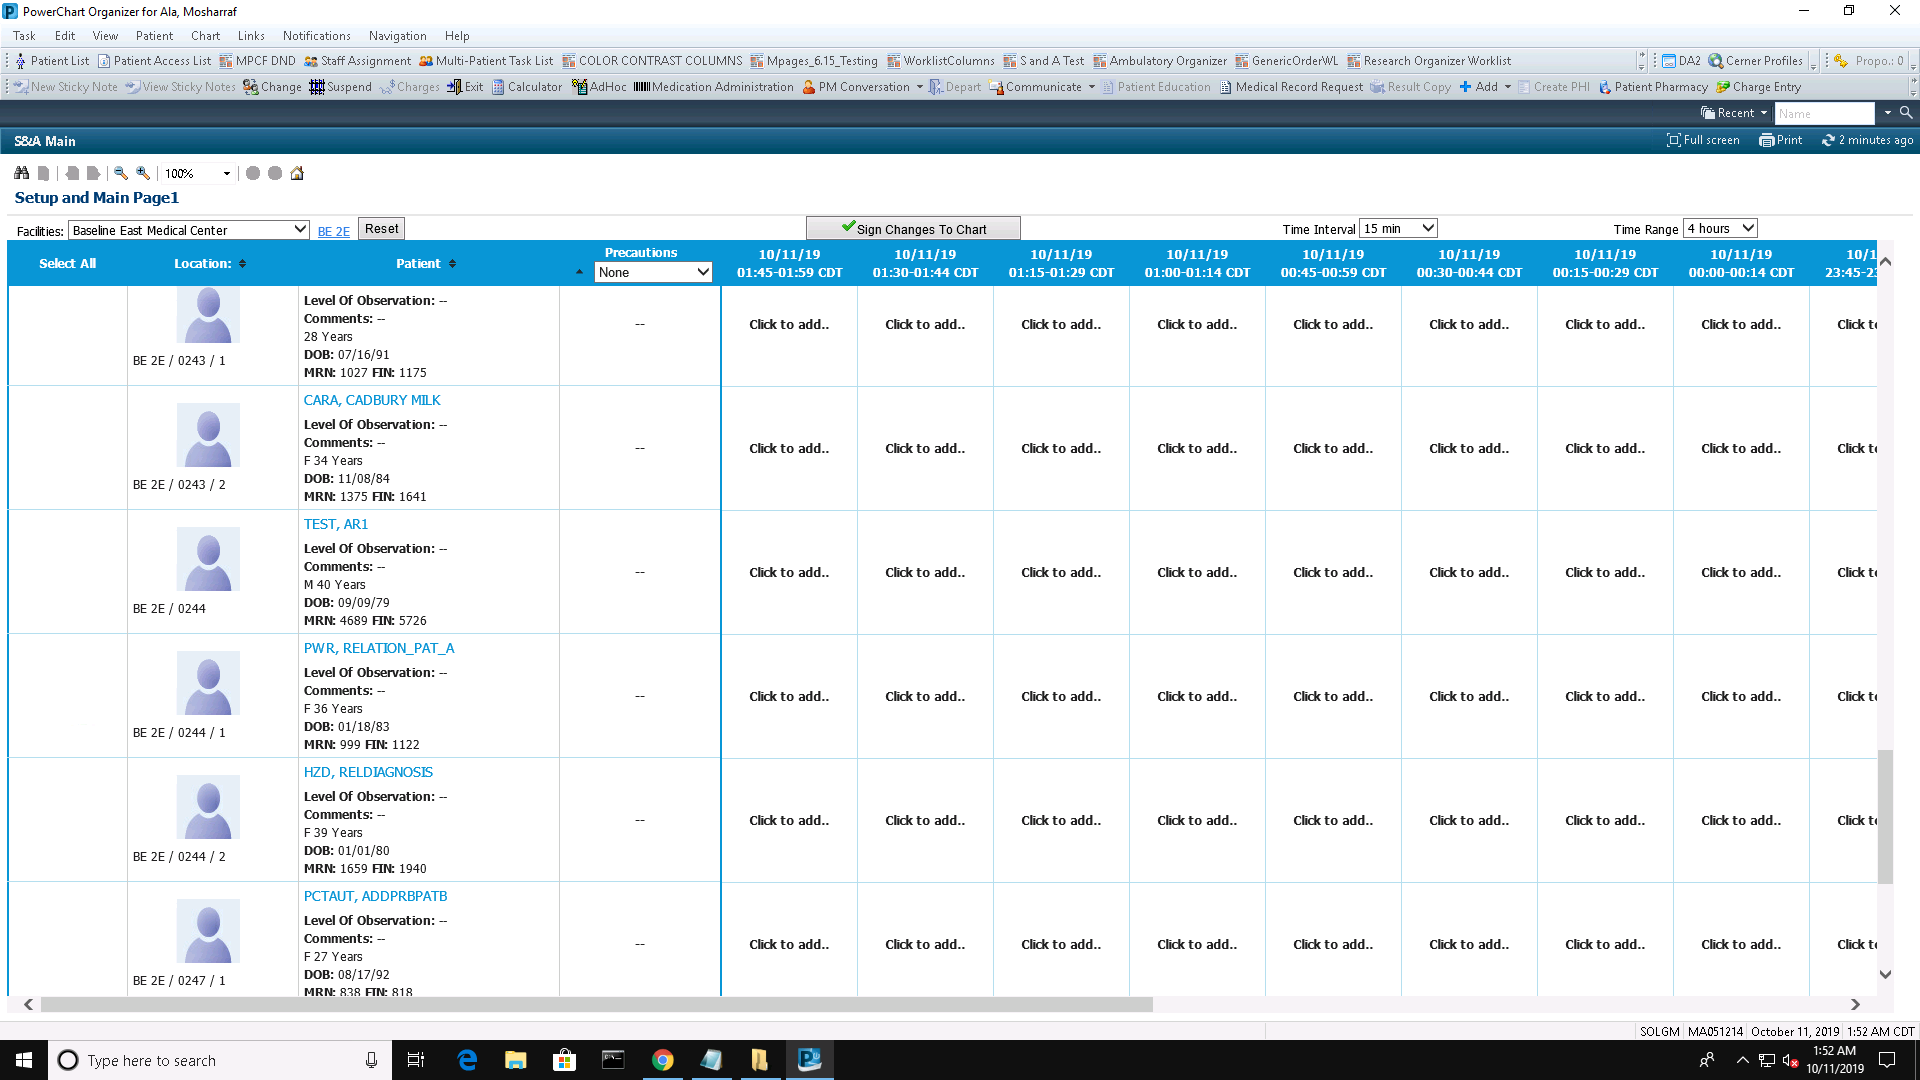 PowerChart Organizer for Ala, Mosharraf
Task Edit View Patient Chart Links Notifications Navigation Help
Patient List Patient Access List MPCF DND Staff Assignment Multi-Patient Task List COLOR CONTRAST COLUMNS Mpages_6.15_Testing WorklistColumns S and A Test Ambulatory Organizer GenericOrderWL Research Organizer Worklist DA2 Cerner Profiles Propo.: 0
New Sticky Note View Sticky Notes Change Suspend Charges Exit Calculator AdHoc Medication Administration PM Conversation Depart Communicate Patient Education Medical Record Request Result Copy Add Create PHI Patient Pharmacy Charge Entry
Recent Name
S&A Main Full screen Print 2 minutes ago
100%
Setup and Main Page1
Facilities: Baseline East Medical Center BE 2E Reset Sign Changes To Chart Time Interval 15 min Time Range 4 hours
Select All Location: Patient Precautions None
10/11/19 10/11/19 10/11/19 10/11/19 10/11/19 10/11/19 10/11/19 10/11/19 10/1
01:45-01:59 CDT 01:30-01:44 CDT 01:15-01:29 CDT 01:00-01:14 CDT 00:45-00:59 CDT 00:30-00:44 CDT 00:15-00:29 CDT 00:00-00:14 CDT 23:45-23
Level Of Observation: --
Comments: --
-- Click to add.. Click to add.. Click to add.. Click to add.. Click to add.. Click to add.. Click to add.. Click to add.. Click t
28 Years
DOB: 07/16/91
BE 2E / 0243 / 1
MRN: 1027 FIN: 1175
CARA, CADBURY MILK
Level Of Observation: --
Comments: --
-- Click to add.. Click to add.. Click to add.. Click to add.. Click to add.. Click to add.. Click to add.. Click to add.. Click t
F 34 Years
DOB: 11/08/84
BE 2E / 0243 / 2
MRN: 1375 FIN: 1641
TEST, AR1
Level Of Observation: --
Comments: --
-- Click to add.. Click to add.. Click to add.. Click to add.. Click to add.. Click to add.. Click to add.. Click to add.. Click t
M 40 Years
DOB: 09/09/79
BE 2E / 0244
MRN: 4689 FIN: 5726
PWR, RELATION_PAT_A
Level Of Observation: --
Comments: --
-- Click to add.. Click to add.. Click to add.. Click to add.. Click to add.. Click to add.. Click to add.. Click to add.. Click t
F 36 Years
DOB: 01/18/83
BE 2E / 0244 / 1
MRN: 999 FIN: 1122
HZD, RELDIAGNOSIS
Level Of Observation: --
Comments: --
-- Click to add.. Click to add.. Click to add.. Click to add.. Click to add.. Click to add.. Click to add.. Click to add.. Click t
F 39 Years
DOB: 01/01/80
BE 2E / 0244 / 2
MRN: 1659 FIN: 1940
PCTAUT, ADDPRBPATB
Level Of Observation: --
Comments: --
-- Click to add.. Click to add.. Click to add.. Click to add.. Click to add.. Click to add.. Click to add.. Click to add.. Click t
F 27 Years
DOB: 08/17/92
BE 2E / 0247 / 1
MRN: 838 FIN: 818
SOLGM MA051214 October 11, 2019 1:52 AM CDT
Type here to search
1:52 AM
10/11/2019